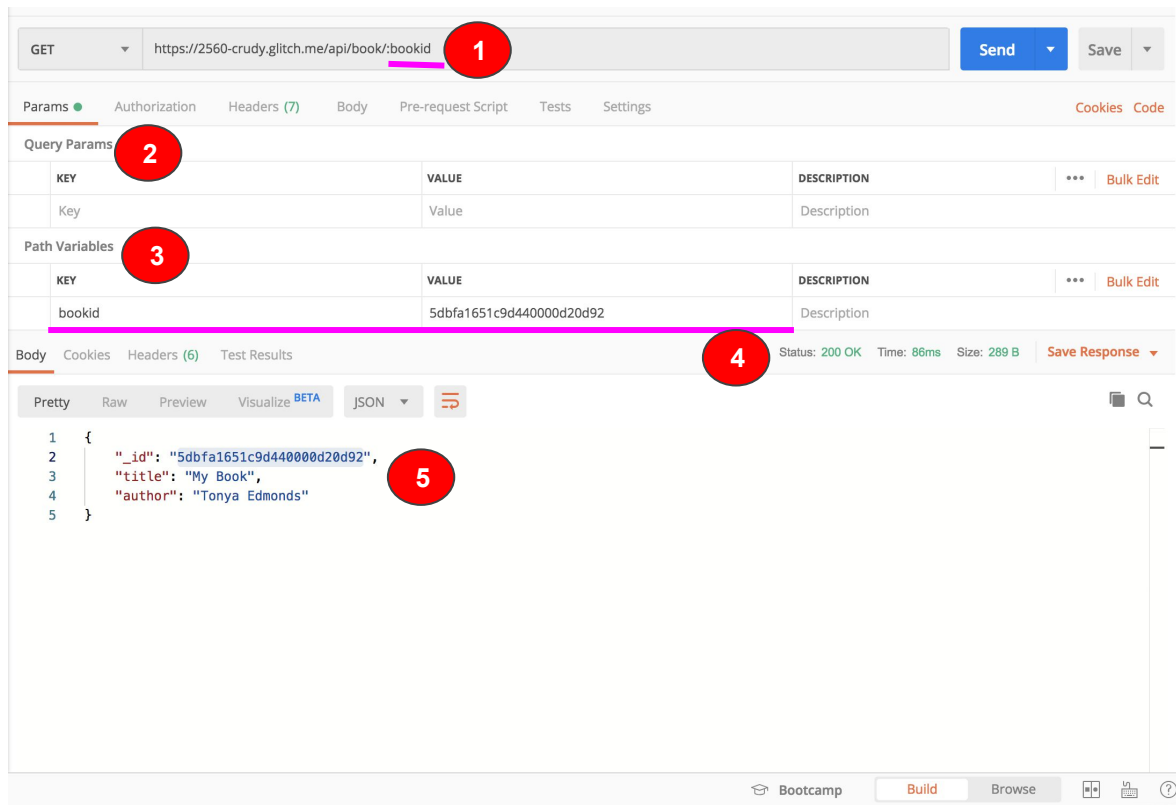 GET https://2560-crudy.glitch.me/api/book/:bookid 1 Send Save
Params Authorization Headers (7) Body Pre-request Script Tests Settings Cookies Code
Query Params 2
KEY VALUE DESCRIPTION ••• Bulk Edit
Key Value Description
Path Variables 3
KEY VALUE DESCRIPTION ••• Bulk Edit
bookid 5dbfa1651c9d440000d20d92 Description
Body Cookies Headers (6) Test Results 4 Status: 200 OK Time: 86ms Size: 289 B Save Response
Pretty Raw Preview Visualize BETA JSON
1 {
2 "_id": "5dbfa1651c9d440000d20d92",
3 "title": "My Book", 5
4 "author": "Tonya Edmonds"
5 }
Bootcamp Build Browse ?